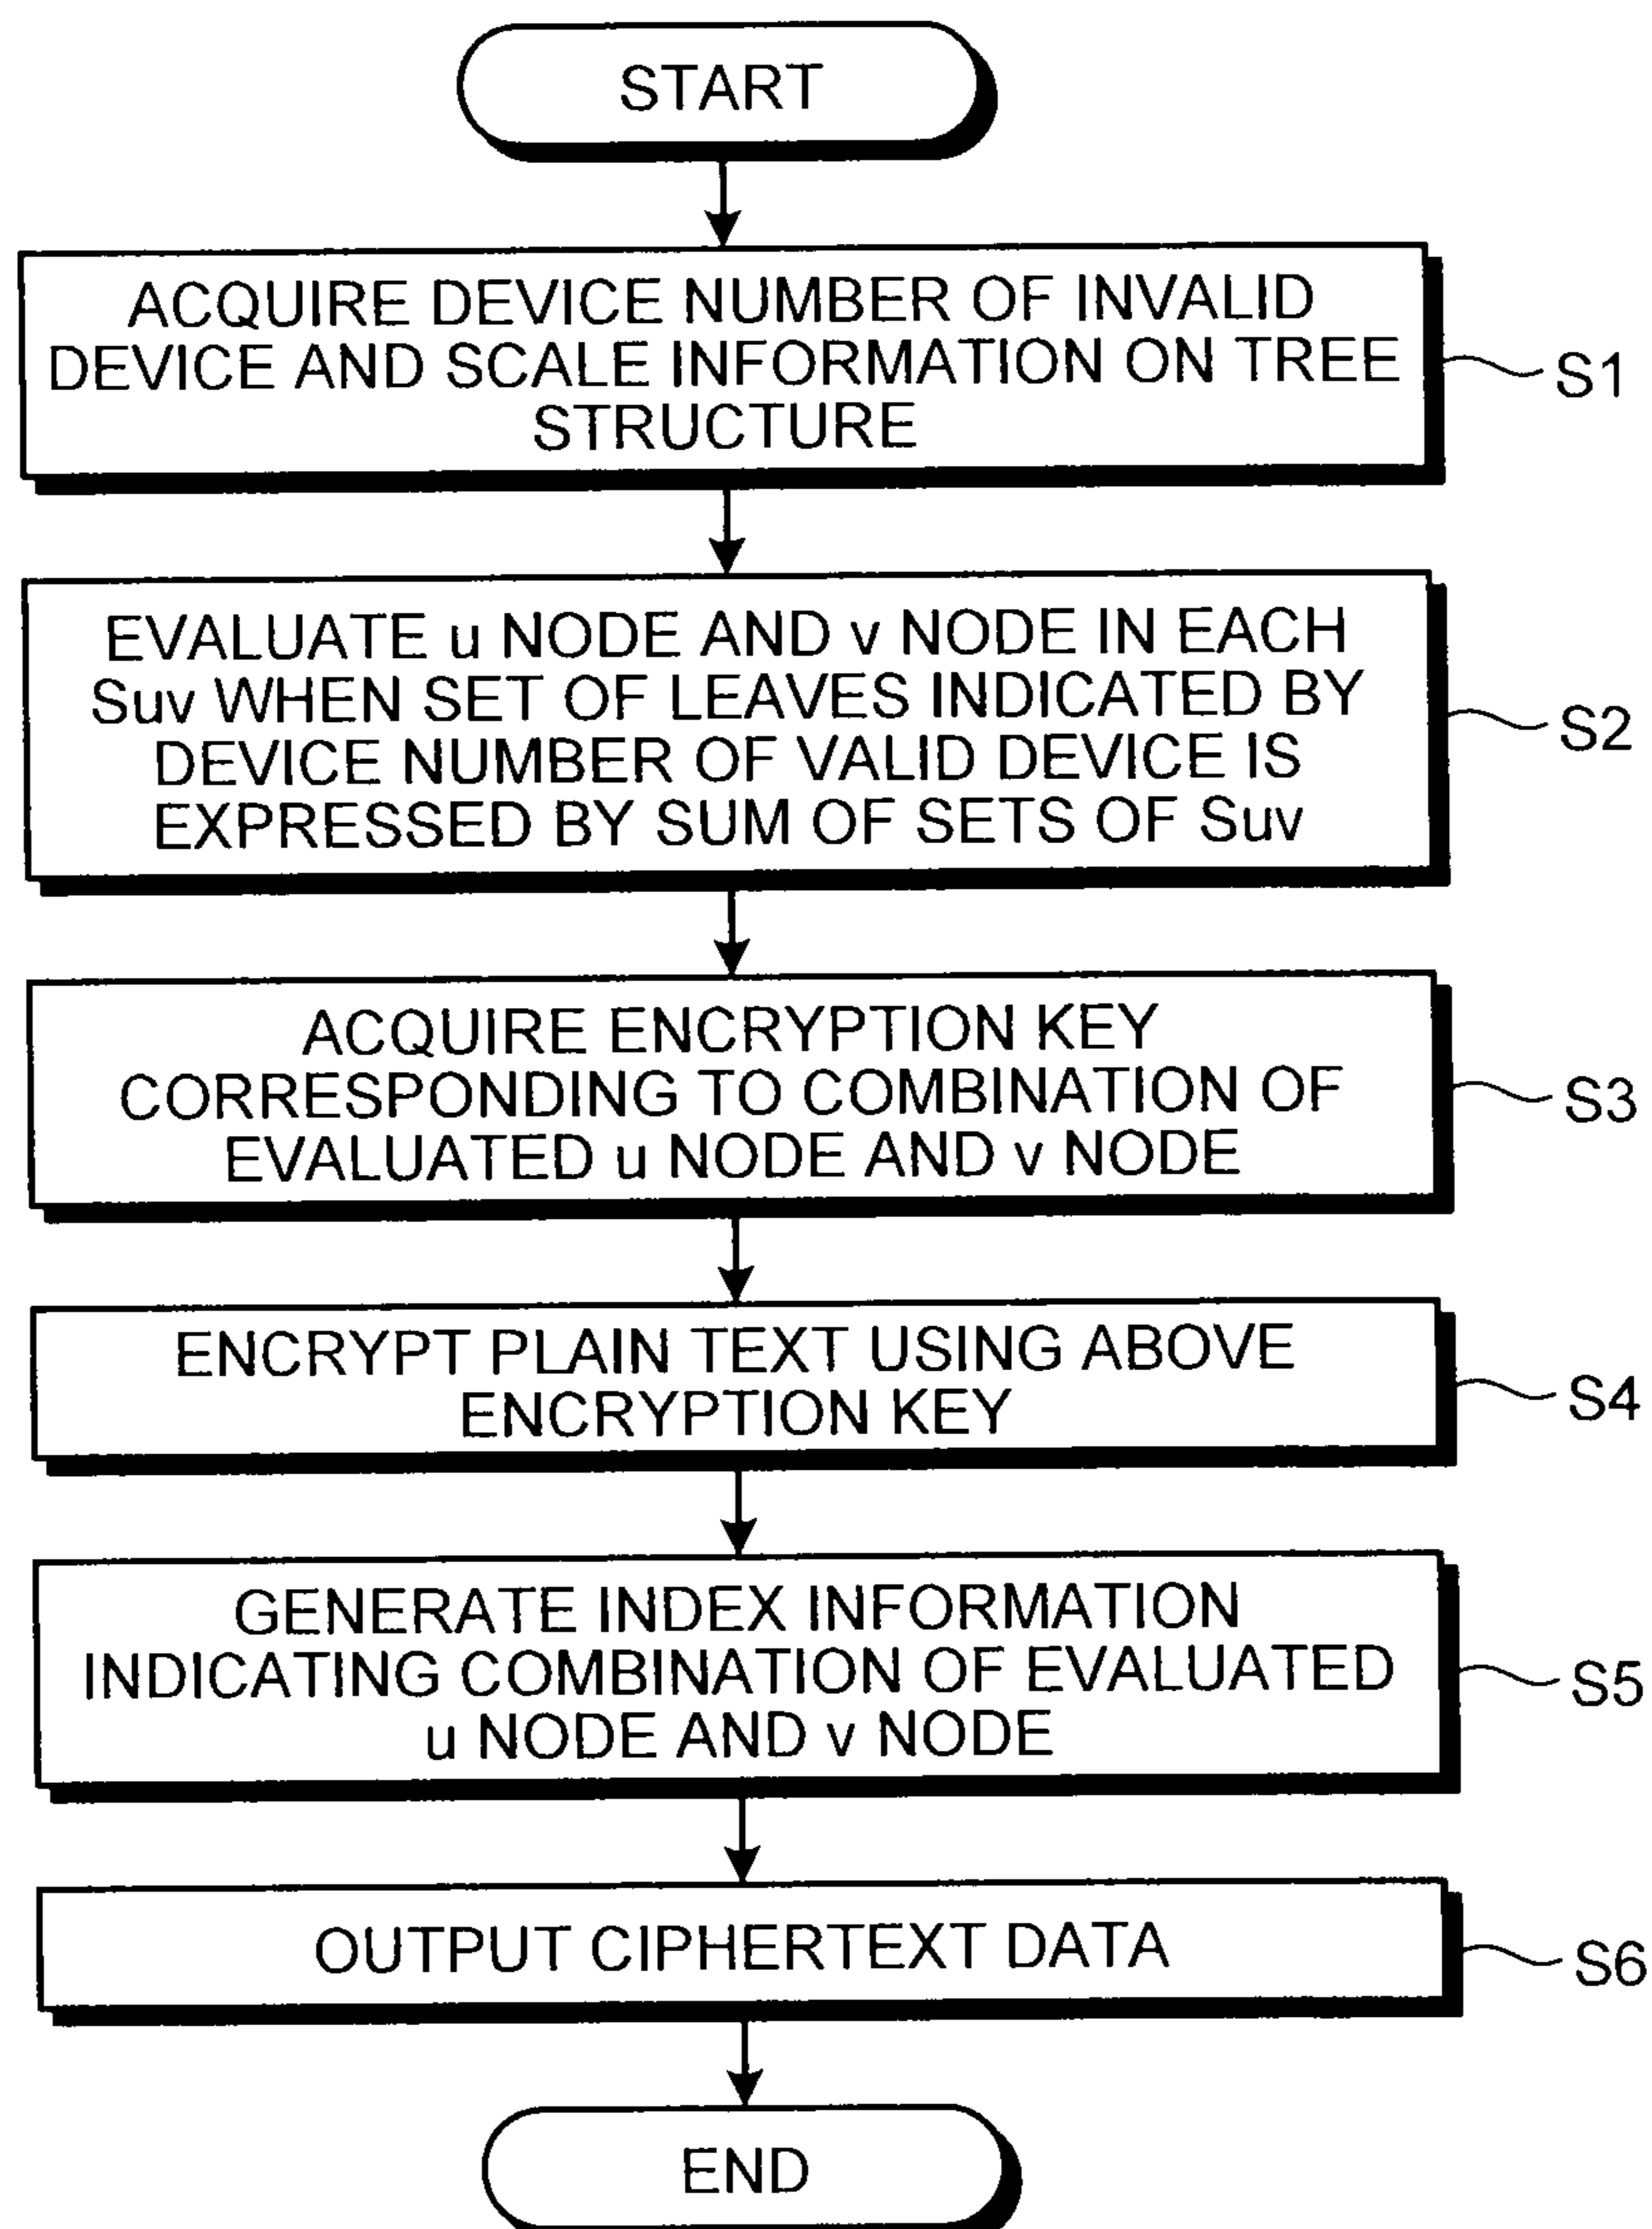 START
ACQUIRE DEVICE NUMBER OF INVALID
DEVICE AND SCALE INFORMATION ON TREE
STRUCTURE
S1
EVALUATE u NODE AND v NODE IN EACH
Suv WHEN SET OF LEAVES INDICATED BY
DEVICE NUMBER OF VALID DEVICE IS
EXPRESSED BY SUM OF SETS OF Suv
S2
ACQUIRE ENCRYPTION KEY
CORRESPONDING TO COMBINATION OF
EVALUATED u NODE AND v NODE
S3
ENCRYPT PLAIN TEXT USING ABOVE
ENCRYPTION KEY
S4
GENERATE INDEX INFORMATION
INDICATING COMBINATION OF EVALUATED
u NODE AND v NODE
S5
OUTPUT CIPHERTEXT DATA
S6
END